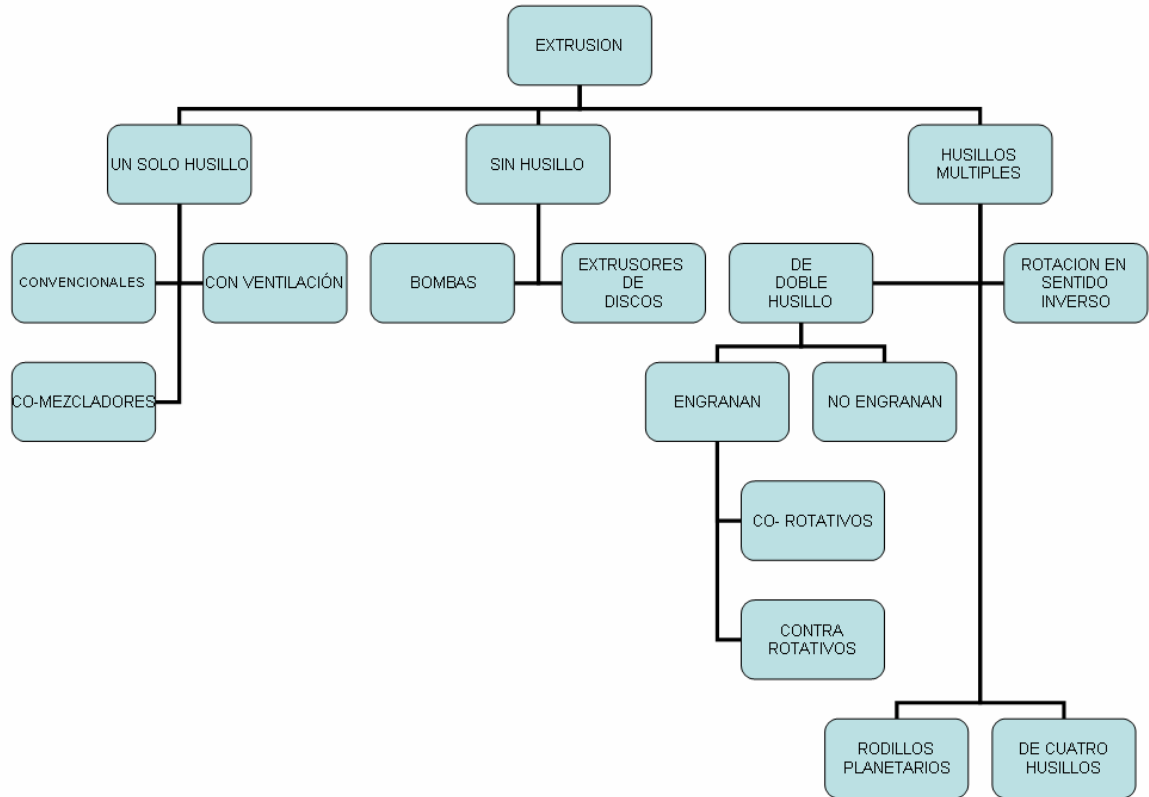 EXTRUSION
UN SOLO HUSILLO
SIN HUSILLO
HUSILLOS
MULTIPLES
CONVENCIONALES
CON VENTILACIÓN
BOMBAS
EXTRUSORES
DE
DISCOS
DE
DOBLE
HUSILLO
ROTACION EN
SENTIDO
INVERSO
CO-MEZCLADORES
ENGRANAN
NO ENGRANAN
CO- ROTATIVOS
CONTRA
ROTATIVOS
RODILLOS
PLANETARIOS
DE CUATRO
HUSILLOS